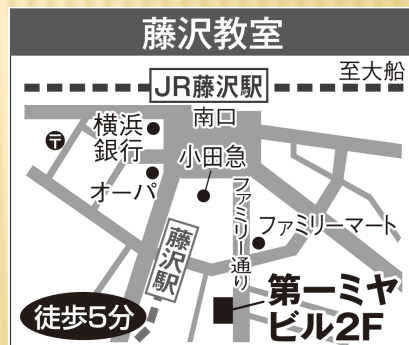 藤沢教室
至大船
JR藤沢駅
南口
横浜
銀行
小田急
オーパ
ファミリー通り
ファミリーマート
藤沢駅
第一ミヤ
ビル2F
徒歩5分